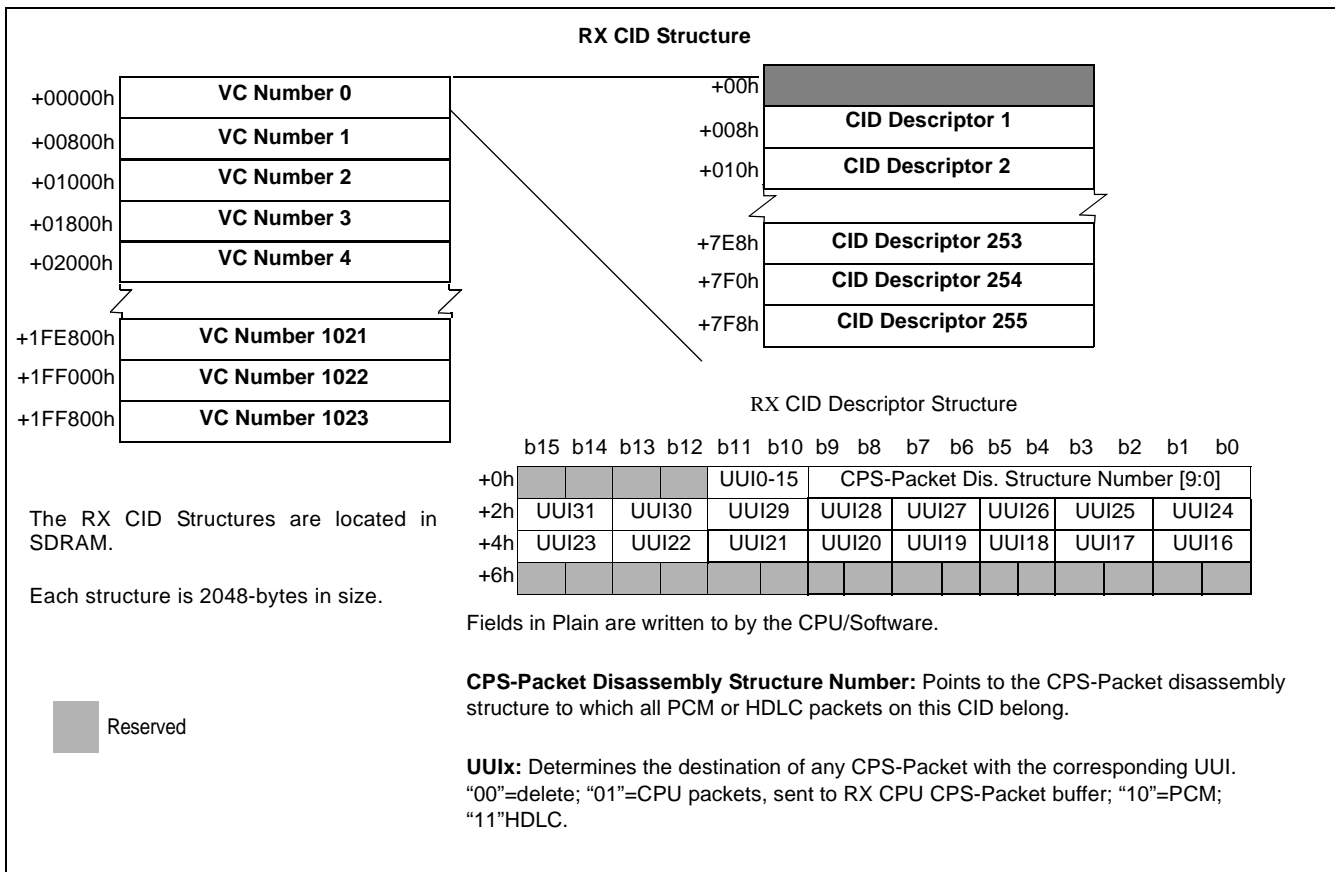 RX CID Structure
+00000h VC Number 0
+00800h VC Number 1
+01000h VC Number 2
+01800h VC Number 3
+02000h VC Number 4
+1FE800h VC Number 1021
+1FF000h VC Number 1022
+1FF800h VC Number 1023
+00h
+008h CID Descriptor 1
+010h CID Descriptor 2
+7E8h CID Descriptor 253
+7F0h CID Descriptor 254
+7F8h CID Descriptor 255
The RX CID Structures are located in
SDRAM.
Each structure is 2048-bytes in size.
Reserved
RX CID Descriptor Structure
b15 b14 b13 b12 b11 b10 b9 b8 b7 b6 b5 b4 b3 b2 b1 b0
+0h UUI0-15 CPS-Packet Dis. Structure Number [9:0]
+2h UUI31 UUI30 UUI29 UUI28 UUI27 UUI26 UUI25 UUI24
+4h UUI23 UUI22 UUI21 UUI20 UUI19 UUI18 UUI17 UUI16
+6h
Fields in Plain are written to by the CPU/Software.
CPS-Packet Disassembly Structure Number: Points to the CPS-Packet disassembly
structure to which all PCM or HDLC packets on this CID belong.
UUIx: Determines the destination of any CPS-Packet with the corresponding UUI.
“00”=delete; “01”=CPU packets, sent to RX CPU CPS-Packet buffer; “10”=PCM;
“11”HDLC.